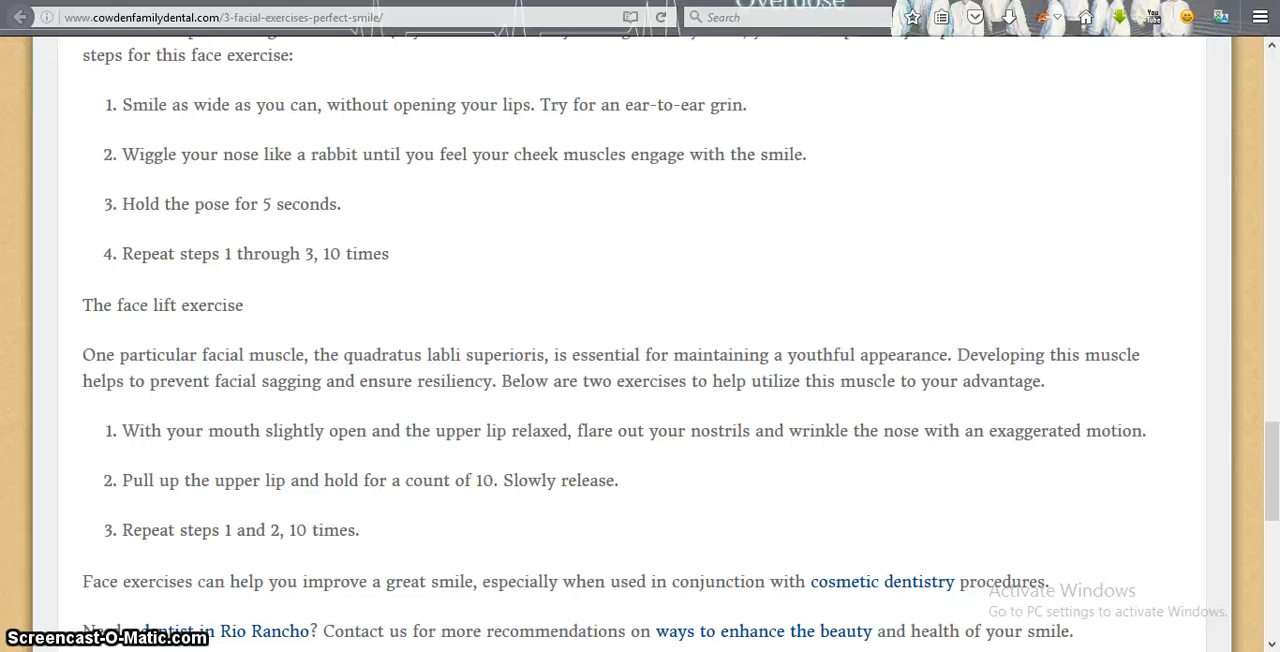 Overdose
www.cowdenfamilydental.com/3-facial-exercises-perfect-smile/
Search
You
Tube
steps for this face exercise:
1. Smile as wide as you can, without opening your lips. Try for an ear-to-ear grin.
2. Wiggle your nose like a rabbit until you feel your cheek muscles engage with the smile.
3. Hold the pose for 5 seconds.
4. Repeat steps 1 through 3, 10 times
The face lift exercise
One particular facial muscle, the quadratus labli superioris, is essential for maintaining a youthful appearance. Developing this muscle
helps to prevent facial sagging and ensure resiliency. Below are two exercises to help utilize this muscle to your advantage.
1. With your mouth slightly open and the upper lip relaxed, flare out your nostrils and wrinkle the nose with an exaggerated motion.
2. Pull up the upper lip and hold for a count of 10. Slowly release.
3. Repeat steps 1 and 2, 10 times.
Face exercises can help you improve a great smile, especially when used in conjunction with cosmetic dentistry procedures.
Activate Windows
Go to PC settings to activate Windows.
dentist in Rio Rancho? Contact us for more recommendations on ways to enhance the beauty and health of your smile.
Screencast-O-Matic.com